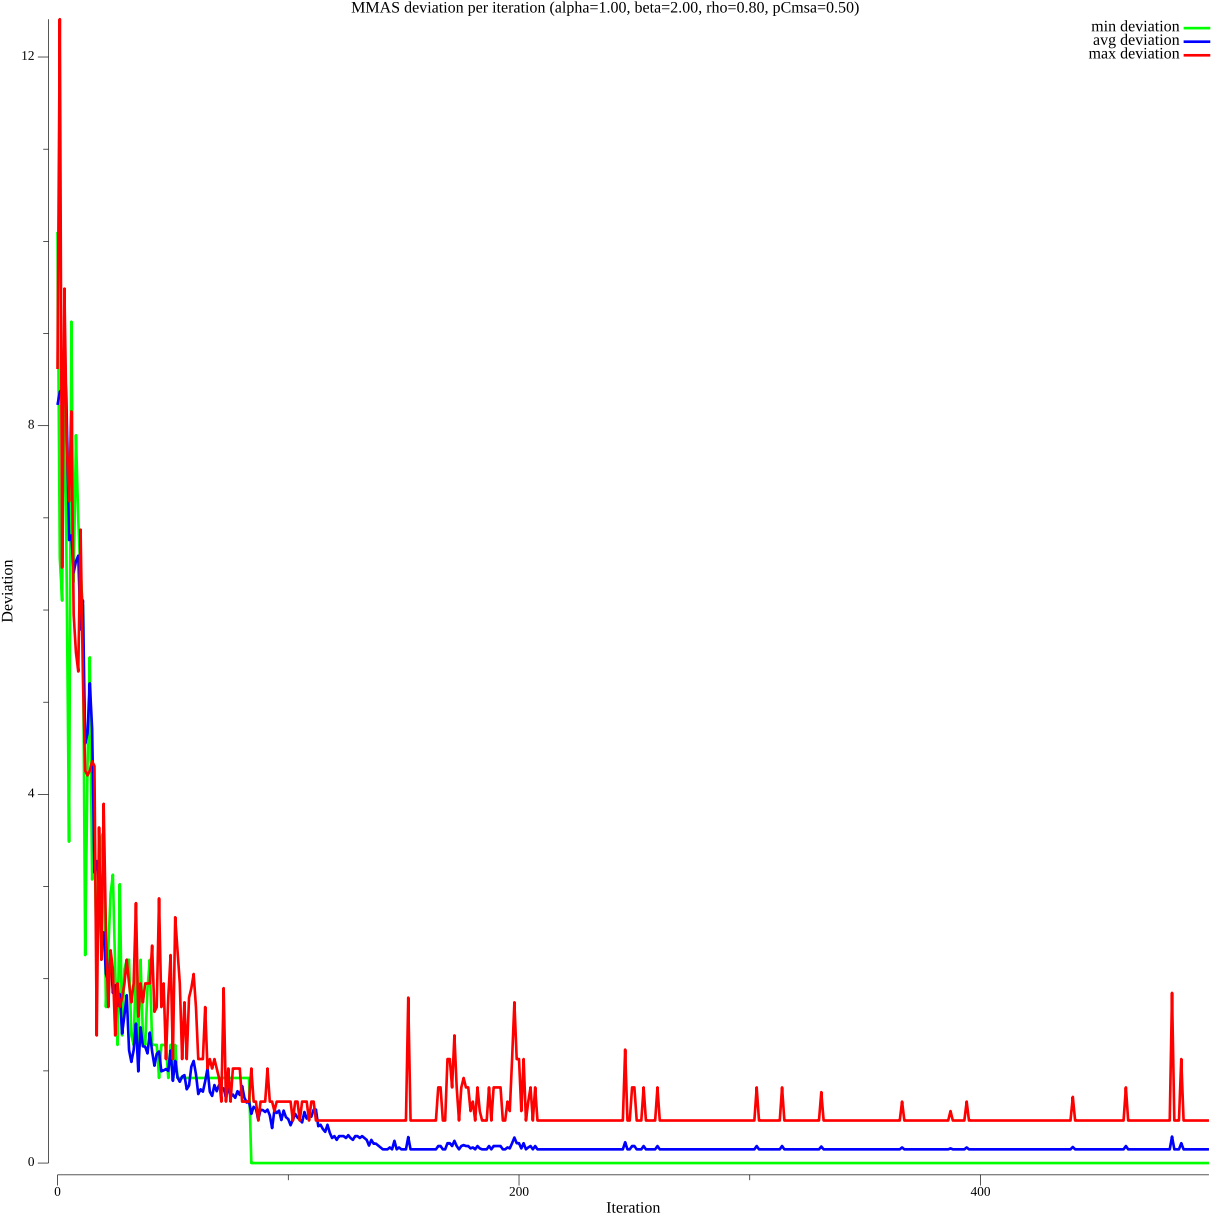 MMAS deviation per iteration (alpha=1.00, beta=2.00, rho=0.80, pCmsa=0.50)
min deviation
avg deviation
max deviation
12
8
4
0
Deviation
0
200
400
Iteration